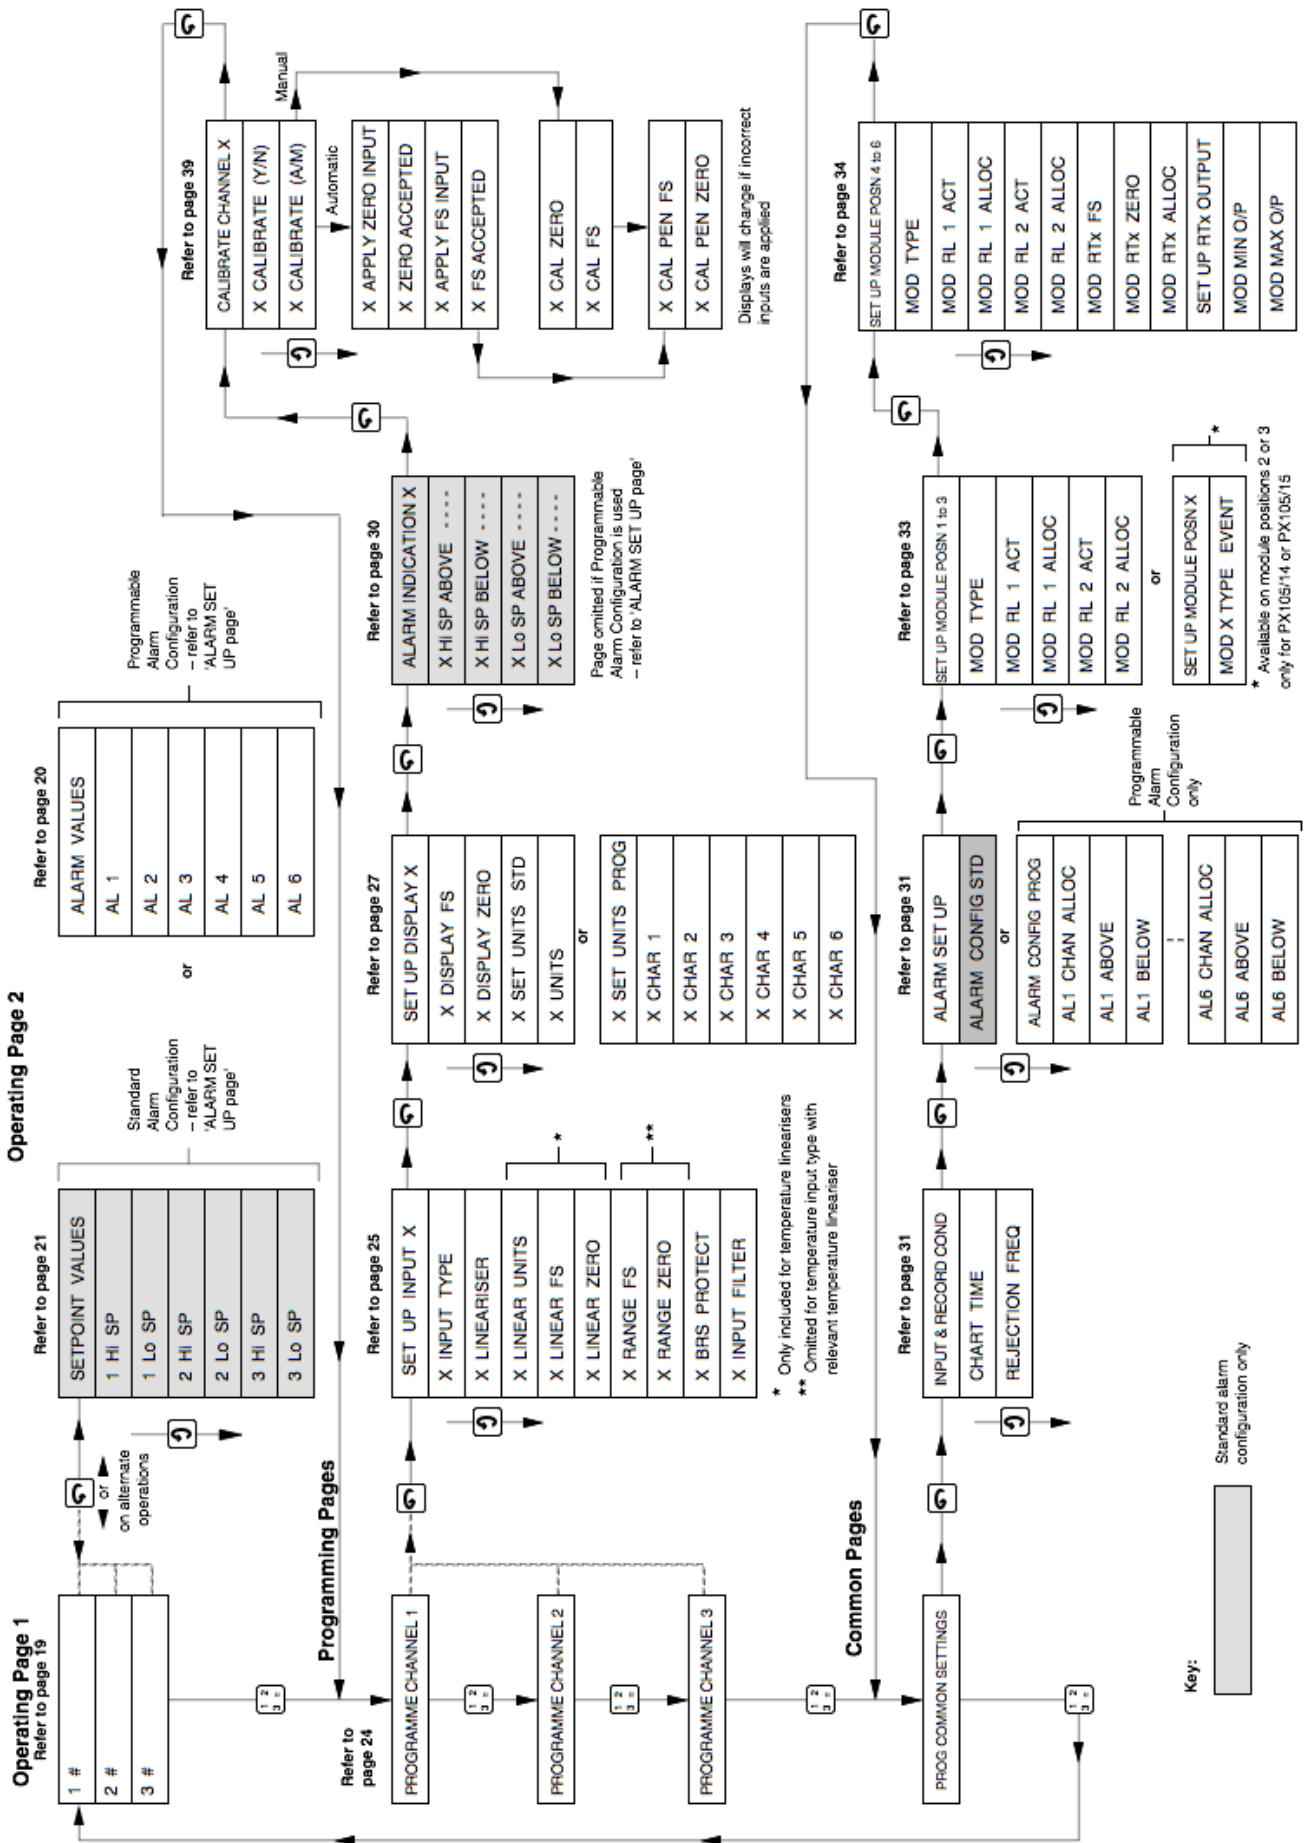 Operating Page 1
Refer to page 19
1 #
2 #
3 #
or
on alternate
operations
Operating Page 2
Refer to page 21
SETPOINT VALUES
1 Hi SP
1 Lo SP
2 Hi SP
2 Lo SP
3 Hi SP
3 Lo SP
Standard
Alarm
Configuration
– refer to
'ALARM SET
UP page'
or
Refer to page 20
ALARM VALUES
AL 1
AL 2
AL 3
AL 4
AL 5
AL 6
Programmable
Alarm
Configuration
– refer to
'ALARM SET
UP page'
1 2
3 =
Programming Pages
Refer to
page 24
PROGRAMME CHANNEL 1
1 2
3 =
PROGRAMME CHANNEL 2
1 2
3 =
PROGRAMME CHANNEL 3
1 2
3 =
Refer to page 25
SET UP INPUT X
X INPUT TYPE
X LINEARISER
X LINEAR UNITS
X LINEAR FS
X LINEAR ZERO
*
X RANGE FS
X RANGE ZERO
**
X BRS PROTECT
X INPUT FILTER
* Only included for temperature linearisers
** Omitted for temperature input type with
relevant temperature lineariser
Refer to page 27
SET UP DISPLAY X
X DISPLAY FS
X DISPLAY ZERO
X SET UNITS STD
X UNITS
or
X SET UNITS PROG
X CHAR 1
X CHAR 2
X CHAR 3
X CHAR 4
X CHAR 5
X CHAR 6
Refer to page 30
ALARM INDICATION X
X Hi SP ABOVE - - - -
X Hi SP BELOW - - - -
X Lo SP ABOVE - - - -
X Lo SP BELOW - - - -
Page omitted if Programmable
Alarm Configuration is used
– refer to 'ALARM SET UP page'
Refer to page 39
CALIBRATE CHANNEL X
X CALIBRATE (Y/N)
X CALIBRATE (A/M)
Manual
Automatic
X APPLY ZERO INPUT
X ZERO ACCEPTED
X APPLY FS INPUT
X FS ACCEPTED
X CAL ZERO
X CAL FS
X CAL PEN FS
X CAL PEN ZERO
Displays will change if incorrect
inputs are applied
Common Pages
PROG COMMON SETTINGS
1 2
3 =
Refer to page 31
INPUT & RECORD COND
CHART TIME
REJECTION FREQ
Refer to page 31
ALARM SET UP
ALARM CONFIG STD
or
ALARM CONFIG PROG
AL1 CHAN ALLOC
AL1 ABOVE
AL1 BELOW
AL6 CHAN ALLOC
AL6 ABOVE
AL6 BELOW
Programmable
Alarm
Configuration
only
Refer to page 33
SET UP MODULE POSN 1 to 3
MOD TYPE
MOD RL 1 ACT
MOD RL 1 ALLOC
MOD RL 2 ACT
MOD RL 2 ALLOC
or
SET UP MODULE POSN X
MOD X TYPE EVENT
*
* Available on module positions 2 or 3
only for PX105/14 or PX105/15
Refer to page 34
SET UP MODULE POSN 4 to 6
MOD TYPE
MOD RL 1 ACT
MOD RL 1 ALLOC
MOD RL 2 ACT
MOD RL 2 ALLOC
MOD RTx FS
MOD RTx ZERO
MOD RTx ALLOC
SET UP RTx OUTPUT
MOD MIN O/P
MOD MAX O/P
Key:
Standard alarm
configuration only